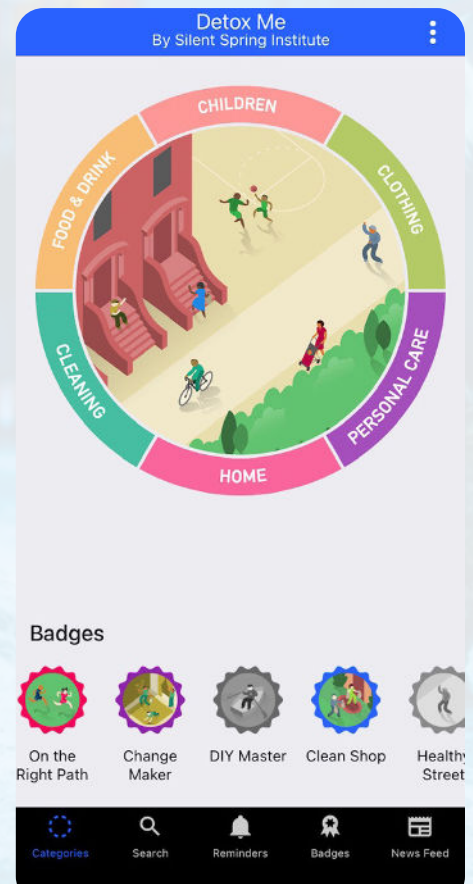 Detox Me
By Silent Spring Institute
CHILDREN
FOOD & DRINK
CLOTHING
CLEANING
PERSONAL CARE
HOME
Badges
On the
Right Path
Change
Maker
DIY Master
Clean Shop
Healthy
Street
Categories
Search
Reminders
Badges
News Feed